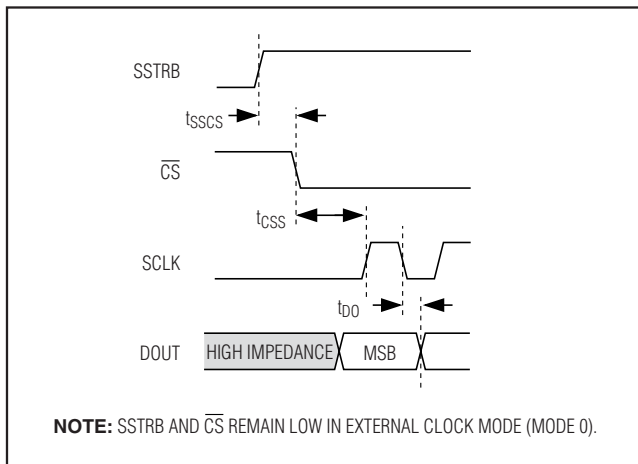 SSTRB
tSSCS
CS
tCSS
SCLK
tDO
DOUT HIGH IMPEDANCE MSB
NOTE: SSTRB AND CS REMAIN LOW IN EXTERNAL CLOCK MODE (MODE 0).